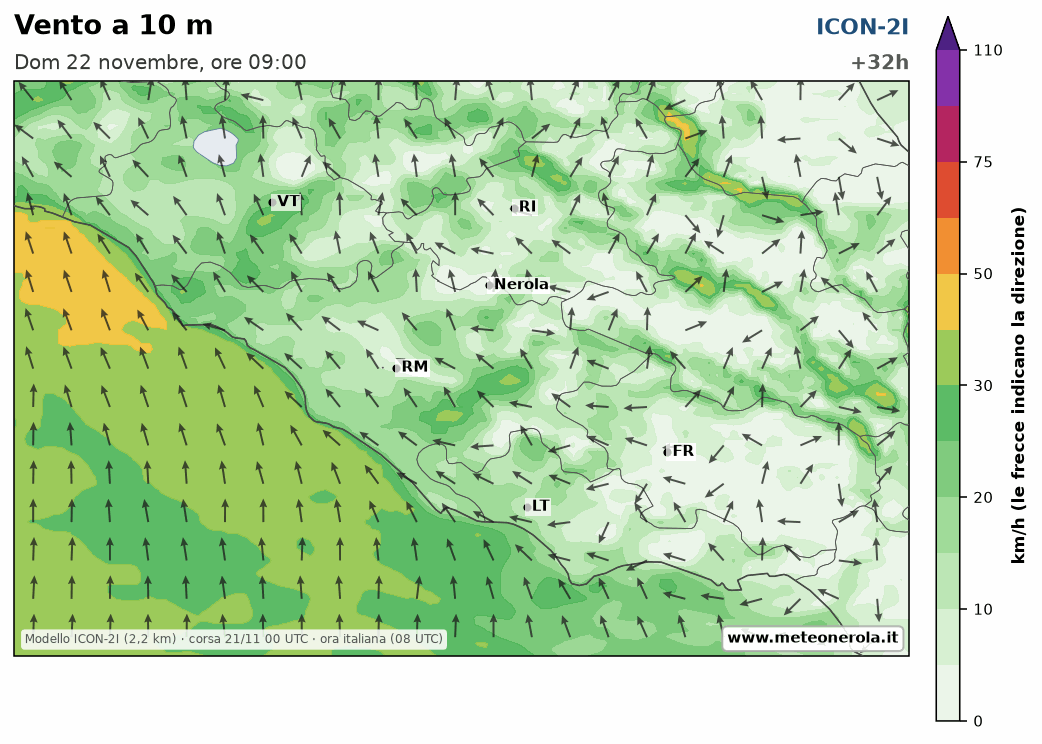 Vento a 10 m
ICON-2I
Dom 22 novembre, ore 09:00
+32h
110
75
50
30
20
10
0
km/h (le frecce indicano la direzione)
VT
RI
Nerola
RM
FR
LT
Modello ICON-2I (2,2 km) · corsa 21/11 00 UTC · ora italiana (08 UTC)
www.meteonerola.it